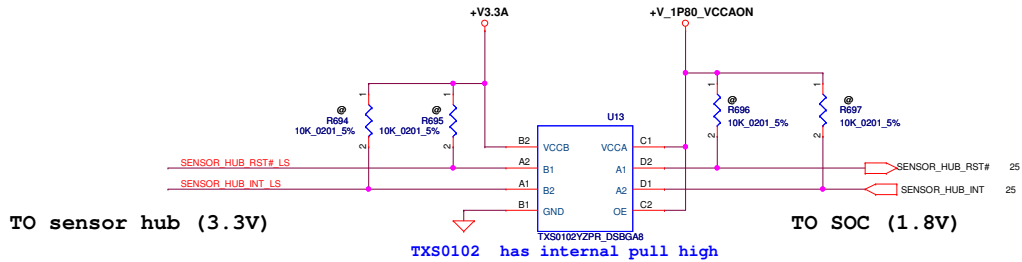 +V3.3A
+V_1P80_VCCAON
1
@
R694
10K_0201_5%
2
1
@
R695
10K_0201_5%
2
1
@
R696
10K_0201_5%
2
1
@
R697
10K_0201_5%
2
U13
B2 VCCB VCCA C1
SENSOR_HUB_RST#_LS A2 B1 A1 D2 SENSOR_HUB_RST# 25
SENSOR_HUB_INT_LS A1 B2 A2 D1 SENSOR_HUB_INT 25
B1 GND OE C2
TO sensor hub (3.3V)
TO SOC (1.8V)
TXS0102YZPR_DSBGA8
TXS0102 has internal pull high